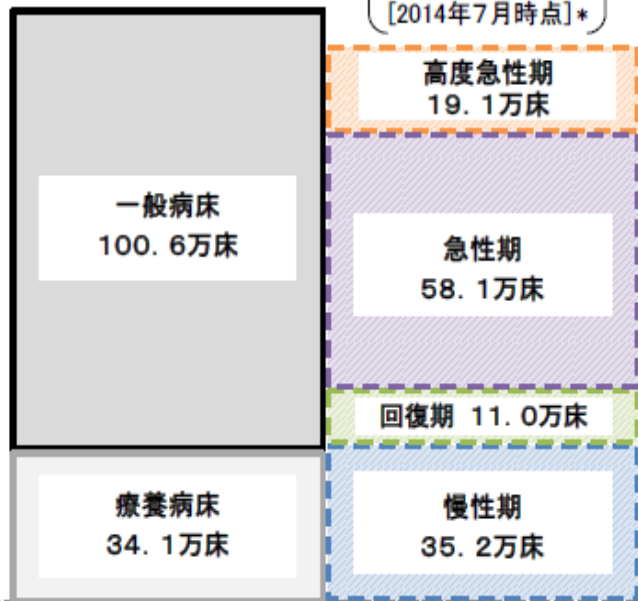 [2014年7月時点]*
高度急性期
19.1万床
一般病床
100.6万床
急性期
58.1万床
回復期 11.0万床
療養病床
34.1万床
慢性期
35.2万床